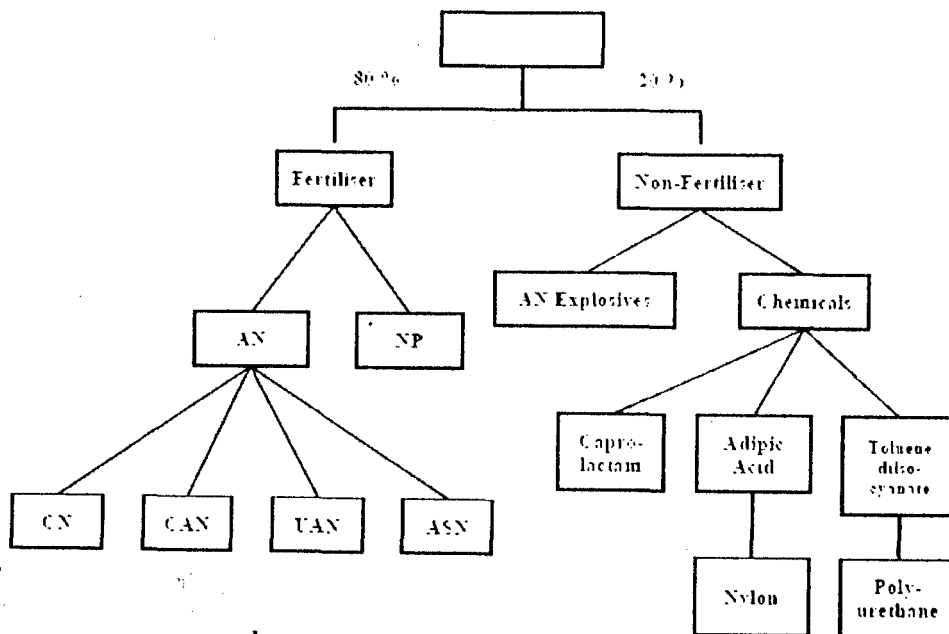 80 %
20 %
Fertiliser
Non-Fertiliser
AN Explosives
Chemicals
AN
NP
Capro-
lactam
Adipic
Acid
Toluene
diiso-
cyanate
CN
CAN
UAN
ASN
Nylon
Poly-
urethane